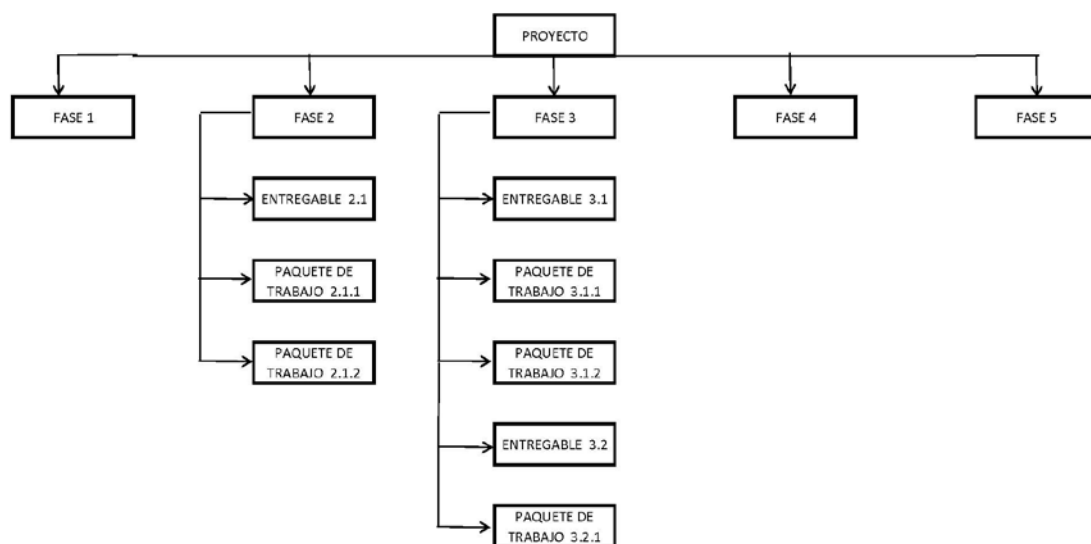 PROYECTO
FASE 1
FASE 2
FASE 3
FASE 4
FASE 5
ENTREGABLE 2.1
ENTREGABLE 3.1
PAQUETE DE
TRABAJO 2.1.1
PAQUETE DE
TRABAJO 3.1.1
PAQUETE DE
TRABAJO 2.1.2
PAQUETE DE
TRABAJO 3.1.2
ENTREGABLE 3.2
PAQUETE DE
TRABAJO 3.2.1